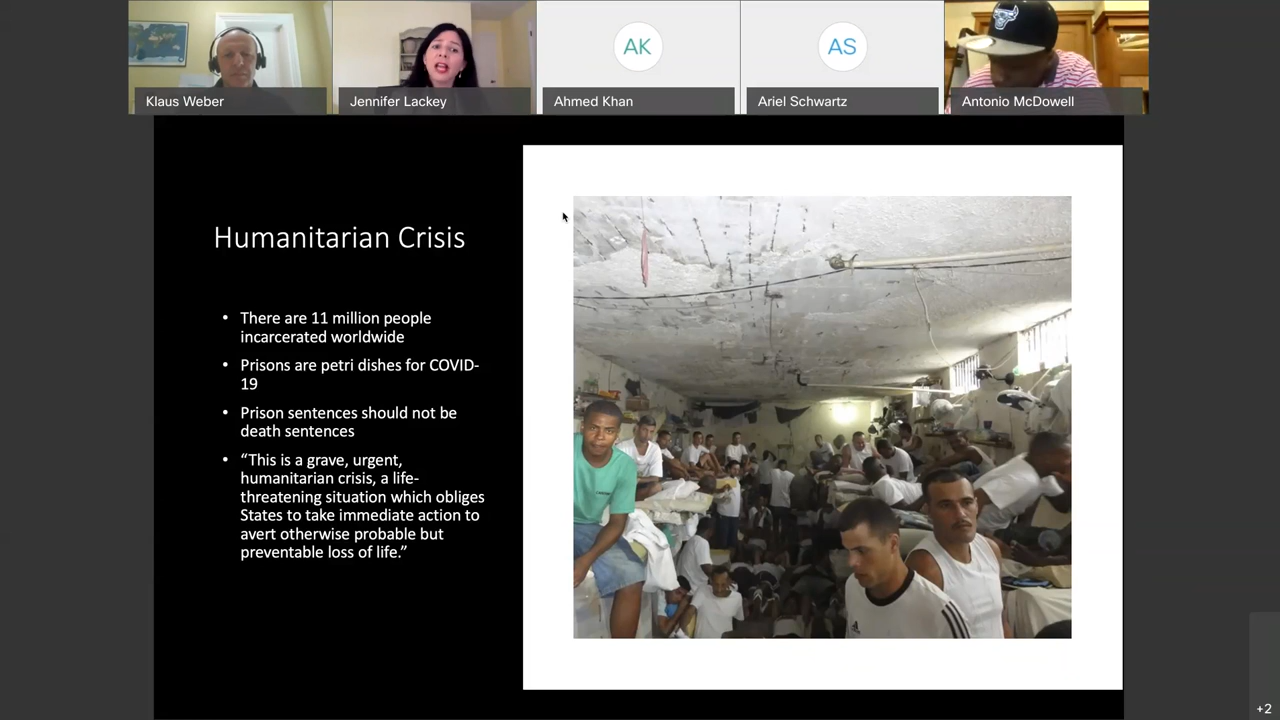 AK
AS
Klaus Weber
Jennifer Lackey
Ahmed Khan
Ariel Schwartz
Antonio McDowell
Humanitarian Crisis
• There are 11 million people
incarcerated worldwide
• Prisons are petri dishes for COVID-
19
• Prison sentences should not be
death sentences
• “This is a grave, urgent,
humanitarian crisis, a life-
threatening situation which obliges
States to take immediate action to
avert otherwise probable but
preventable loss of life.”
+2